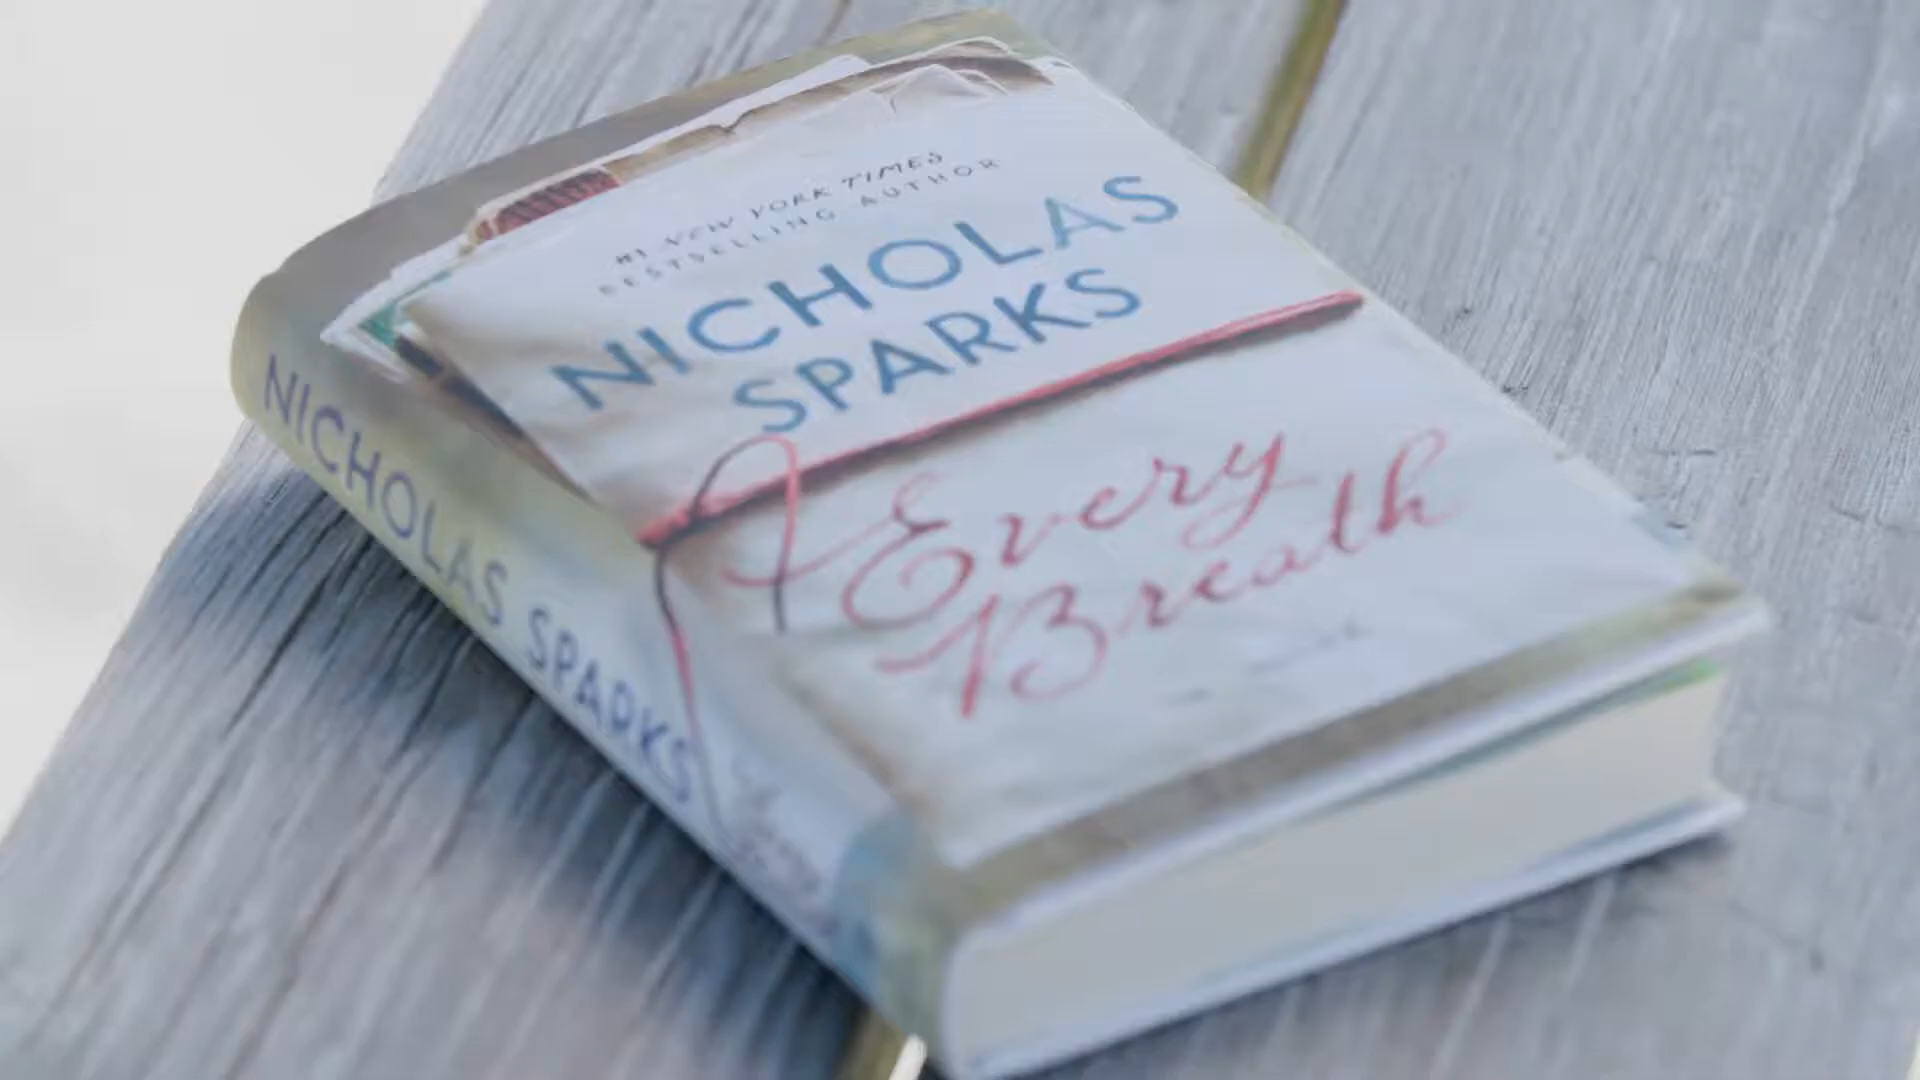 #1 NEW YORK TIMES
BESTSELLING AUTHOR
NICHOLAS
SPARKS
Every
Breath
NICHOLAS SPARKS